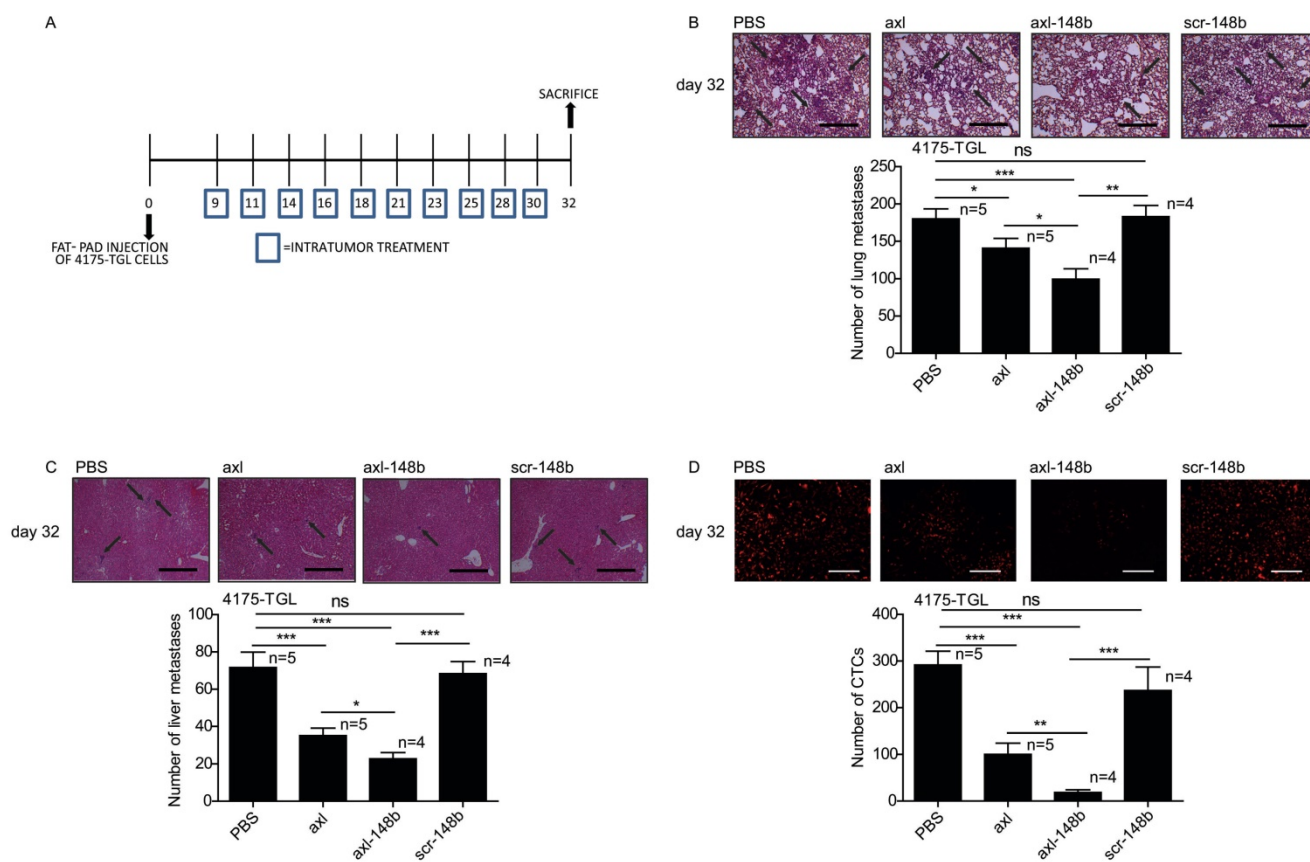 A
SACRIFICE
0
9
11
14
16
18
21
23
25
28
30
32
FAT- PAD INJECTION
OF 4175-TGL CELLS
=INTRATUMOR TREATMENT
B
PBS
axl
axl-148b
scr-148b
day 32
4175-TGL
ns
***
*
**
*
n=5
n=5
n=4
n=4
Number of lung metastases
250
200
150
100
50
0
PBS
axl
axl-148b
scr-148b
C
PBS
axl
axl-148b
scr-148b
day 32
4175-TGL
ns
***
***
***
*
n=5
n=5
n=4
n=4
Number of liver metastases
100
80
60
40
20
0
PBS
axl
axl-148b
scr-148b
D
PBS
axl
axl-148b
scr-148b
day 32
4175-TGL
ns
***
***
***
**
n=5
n=5
n=4
n=4
Number of CTCs
400
300
200
100
0
PBS
axl
axl-148b
scr-148b